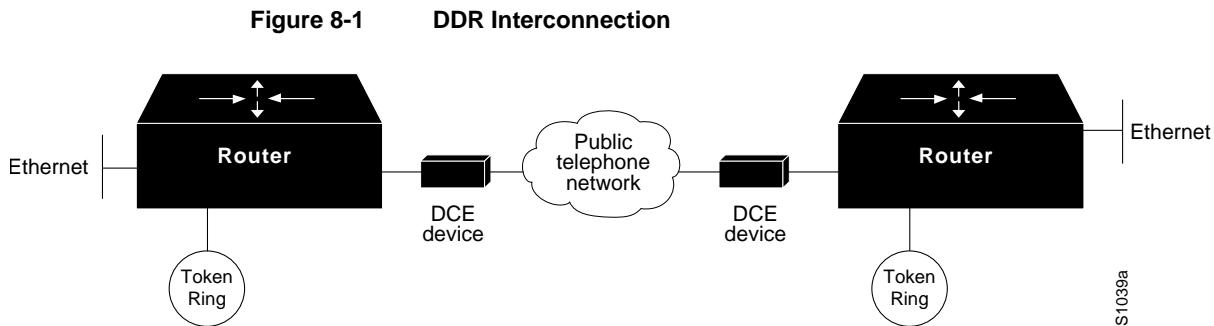 Figure 8-1 DDR Interconnection
Ethernet
Router
DCE
device
Public
telephone
network
DCE
device
Router
Ethernet
Token
Ring
Token
Ring
S1039a